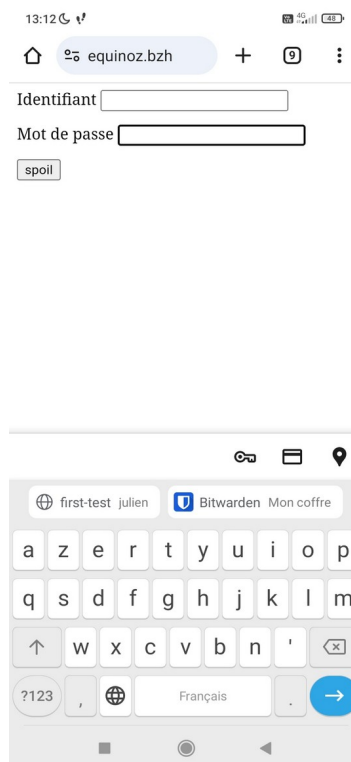 13:12 4G 48
equinoz.bzh 9
Identifiant
Mot de passe
spoil
first-test julien Bitwarden Mon coffre
a z e r t y u i o p
q s d f g h j k l m
w x c v b n '
?123 , Français .